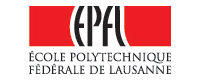 EPFL
ÉCOLE POLYTECHNIQUE
FÉDÉRALE DE LAUSANNE